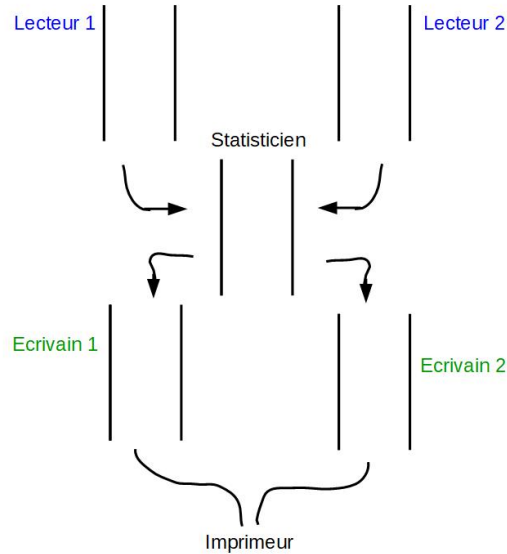 Lecteur 1
Lecteur 2
Statisticien
Ecrivain 1
Ecrivain 2
Imprimeur